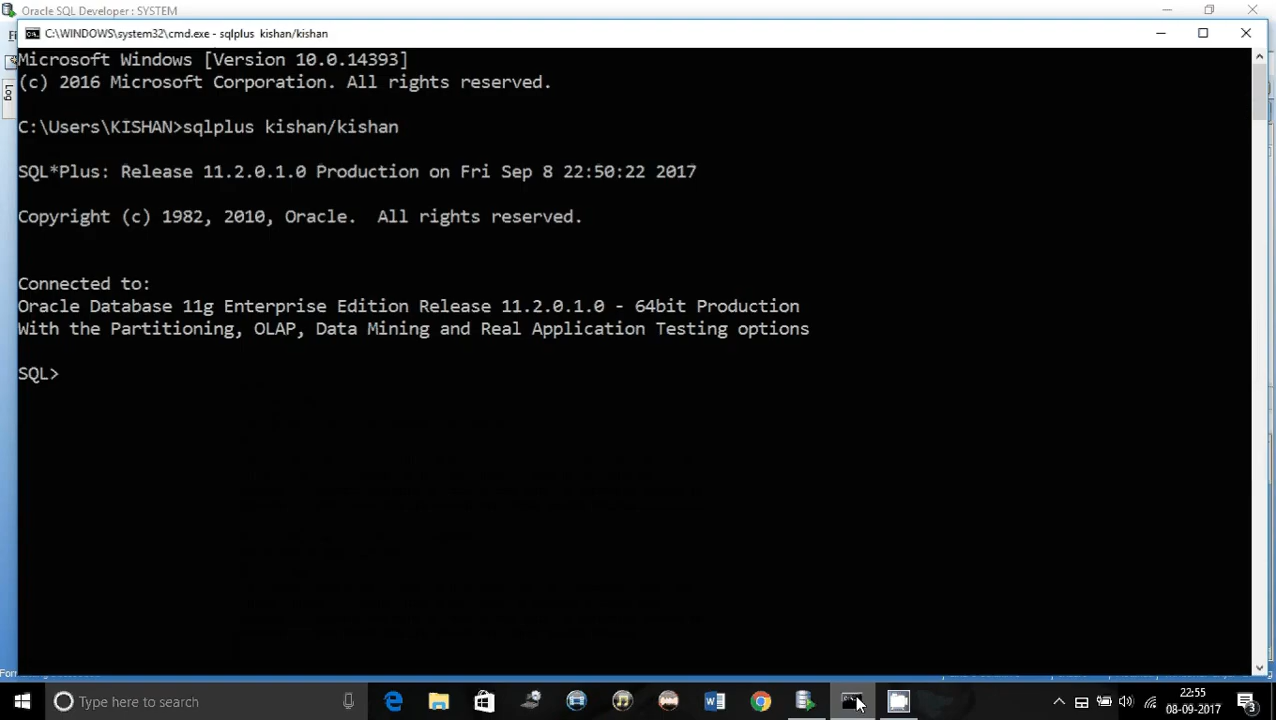 Oracle SQL Developer : SYSTEM
C:\WINDOWS\system32\cmd.exe - sqlplus  kishan/kishan
Microsoft Windows [Version 10.0.14393]
(c) 2016 Microsoft Corporation. All rights reserved.
C:\Users\KISHAN>sqlplus kishan/kishan
SQL*Plus: Release 11.2.0.1.0 Production on Fri Sep 8 22:50:22 2017
Copyright (c) 1982, 2010, Oracle.  All rights reserved.
Connected to:
Oracle Database 11g Enterprise Edition Release 11.2.0.1.0 - 64bit Production
With the Partitioning, OLAP, Data Mining and Real Application Testing options
SQL>
Log
Type here to search
22:55
08-09-2017
3